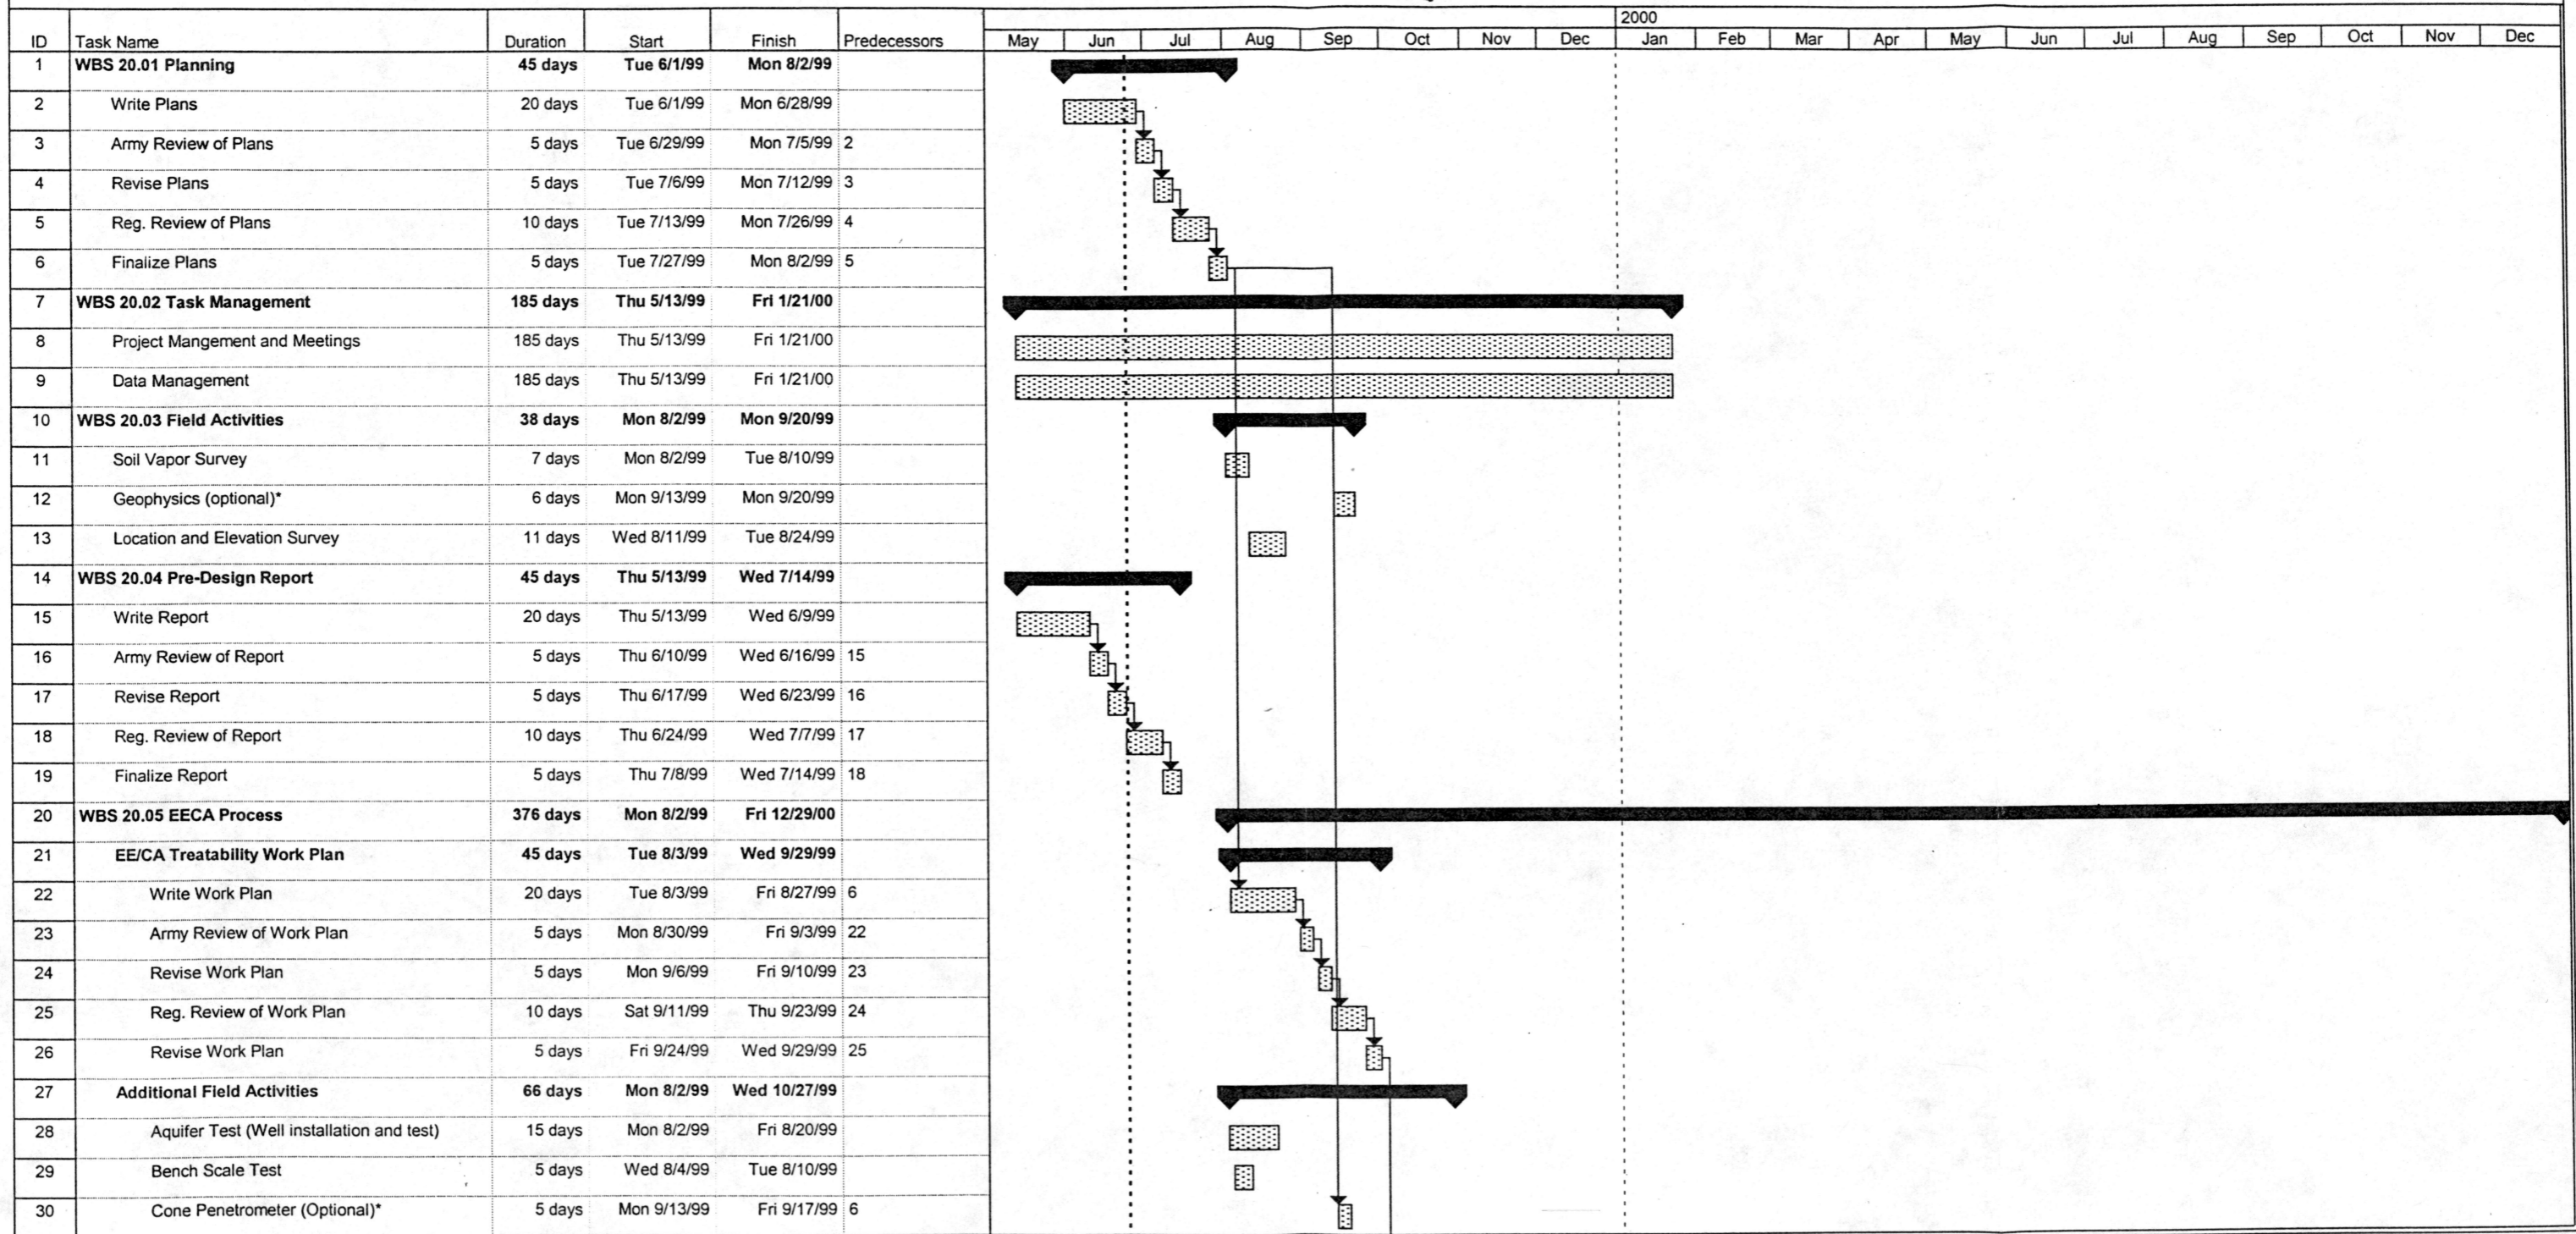 2000
ID Task Name Duration Start Finish Predecessors May Jun Jul Aug Sep Oct Nov Dec Jan Feb Mar Apr May Jun Jul Aug Sep Oct Nov Dec
1 WBS 20.01 Planning 45 days Tue 6/1/99 Mon 8/2/99
2 Write Plans 20 days Tue 6/1/99 Mon 6/28/99
3 Army Review of Plans 5 days Tue 6/29/99 Mon 7/5/99 2
4 Revise Plans 5 days Tue 7/6/99 Mon 7/12/99 3
5 Reg. Review of Plans 10 days Tue 7/13/99 Mon 7/26/99 4
6 Finalize Plans 5 days Tue 7/27/99 Mon 8/2/99 5
7 WBS 20.02 Task Management 185 days Thu 5/13/99 Fri 1/21/00
8 Project Mangement and Meetings 185 days Thu 5/13/99 Fri 1/21/00
9 Data Management 185 days Thu 5/13/99 Fri 1/21/00
10 WBS 20.03 Field Activities 38 days Mon 8/2/99 Mon 9/20/99
11 Soil Vapor Survey 7 days Mon 8/2/99 Tue 8/10/99
12 Geophysics (optional)* 6 days Mon 9/13/99 Mon 9/20/99
13 Location and Elevation Survey 11 days Wed 8/11/99 Tue 8/24/99
14 WBS 20.04 Pre-Design Report 45 days Thu 5/13/99 Wed 7/14/99
15 Write Report 20 days Thu 5/13/99 Wed 6/9/99
16 Army Review of Report 5 days Thu 6/10/99 Wed 6/16/99 15
17 Revise Report 5 days Thu 6/17/99 Wed 6/23/99 16
18 Reg. Review of Report 10 days Thu 6/24/99 Wed 7/7/99 17
19 Finalize Report 5 days Thu 7/8/99 Wed 7/14/99 18
20 WBS 20.05 EECA Process 376 days Mon 8/2/99 Fri 12/29/00
21 EE/CA Treatability Work Plan 45 days Tue 8/3/99 Wed 9/29/99
22 Write Work Plan 20 days Tue 8/3/99 Fri 8/27/99 6
23 Army Review of Work Plan 5 days Mon 8/30/99 Fri 9/3/99 22
24 Revise Work Plan 5 days Mon 9/6/99 Fri 9/10/99 23
25 Reg. Review of Work Plan 10 days Sat 9/11/99 Thu 9/23/99 24
26 Revise Work Plan 5 days Fri 9/24/99 Wed 9/29/99 25
27 Additional Field Activities 66 days Mon 8/2/99 Wed 10/27/99
28 Aquifer Test (Well installation and test) 15 days Mon 8/2/99 Fri 8/20/99
29 Bench Scale Test 5 days Wed 8/4/99 Tue 8/10/99
30 Cone Penetrometer (Optional)* 5 days Mon 9/13/99 Fri 9/17/99 6